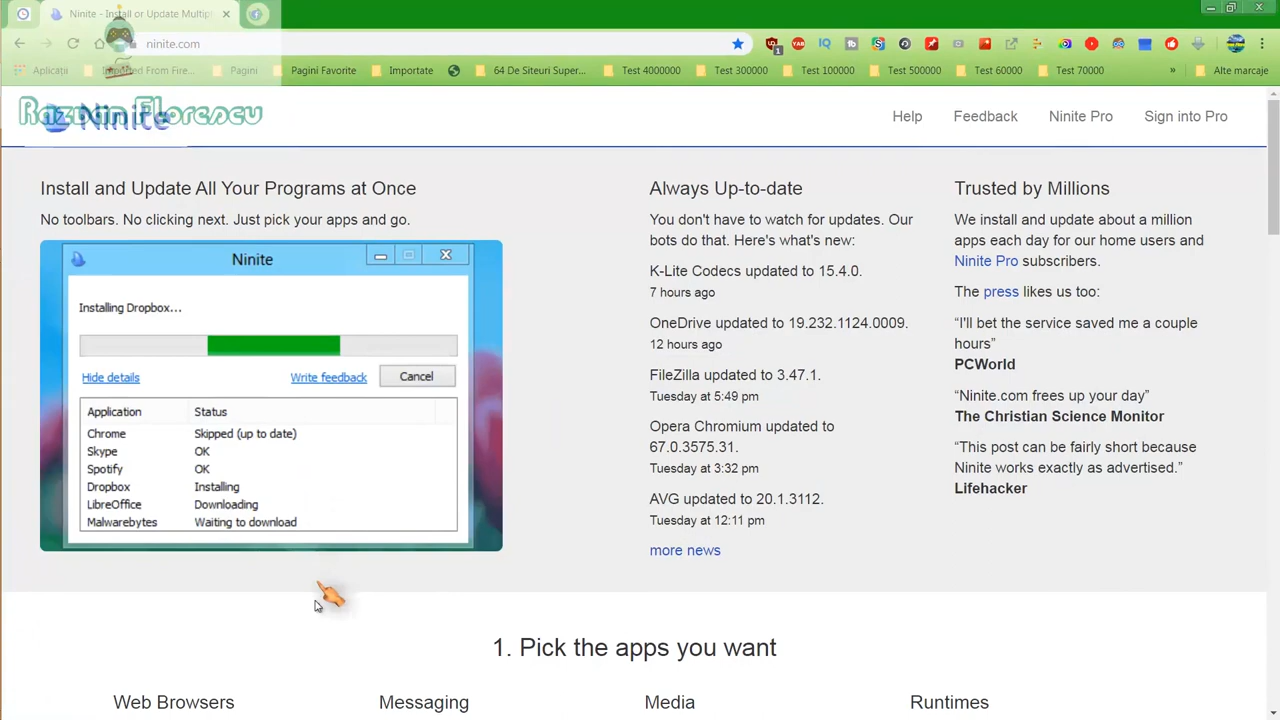 Ninite - Install or Update Multip
ninite.com
Aplicații
Imported From Fire...
Pagini
Pagini Favorite
Importate
64 De Siteuri Super...
Test 4000000
Test 300000
Test 100000
Test 500000
Test 60000
Test 70000
»
Alte marcaje
Razvan Florescu
Ninite
Help
Feedback
Ninite Pro
Sign into Pro
Install and Update All Your Programs at Once
No toolbars. No clicking next. Just pick your apps and go.
Ninite
Installing Dropbox...
Hide details
Write feedback
Cancel
Application Status
Chrome Skipped (up to date)
Skype OK
Spotify OK
Dropbox Installing
LibreOffice Downloading
Malwarebytes Waiting to download
Always Up-to-date
You don't have to watch for updates. Our
bots do that. Here's what's new:
K-Lite Codecs updated to 15.4.0.
7 hours ago
OneDrive updated to 19.232.1124.0009.
12 hours ago
FileZilla updated to 3.47.1.
Tuesday at 5:49 pm
Opera Chromium updated to
67.0.3575.31.
Tuesday at 3:32 pm
AVG updated to 20.1.3112.
Tuesday at 12:11 pm
more news
Trusted by Millions
We install and update about a million
apps each day for our home users and
Ninite Pro subscribers.
The press likes us too:
“I'll bet the service saved me a couple
hours”
PCWorld
“Ninite.com frees up your day”
The Christian Science Monitor
“This post can be fairly short because
Ninite works exactly as advertised.”
Lifehacker
1. Pick the apps you want
Web Browsers
Messaging
Media
Runtimes